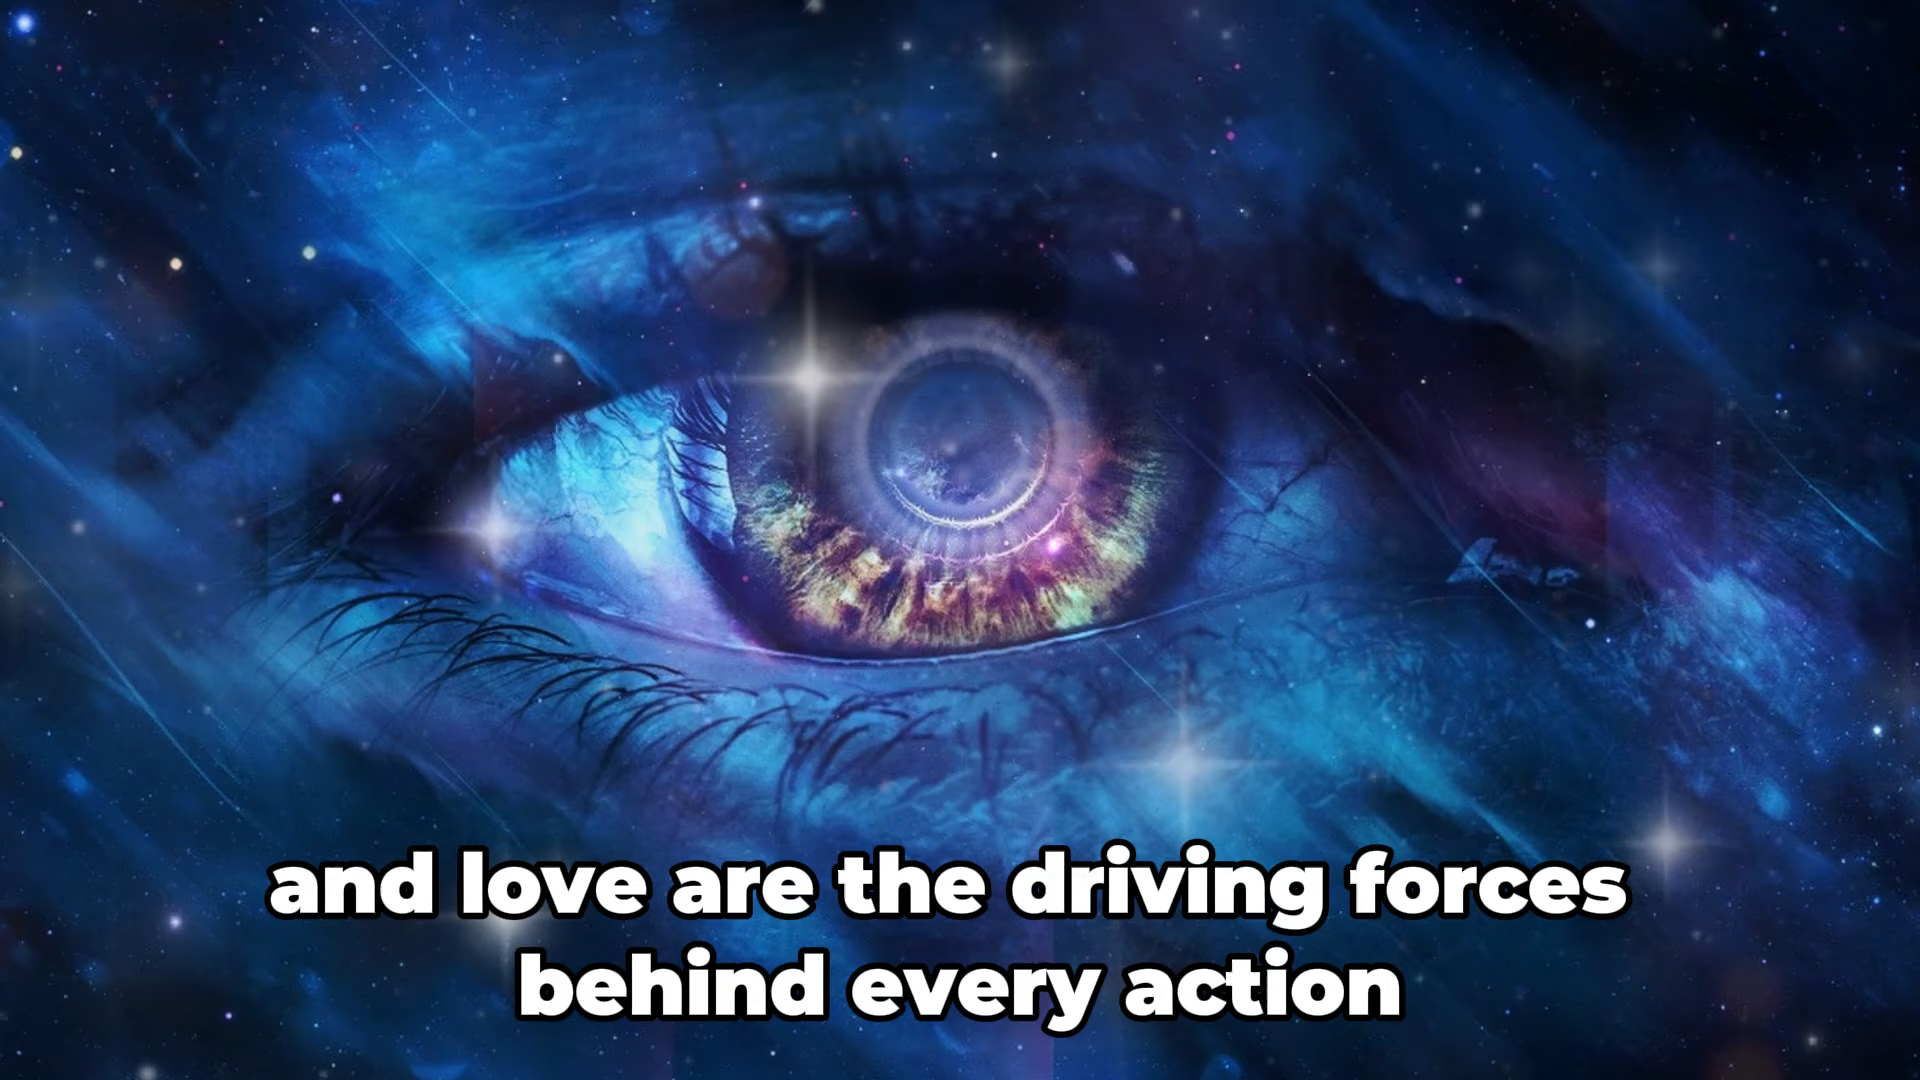 and love are the driving forces
behind every action